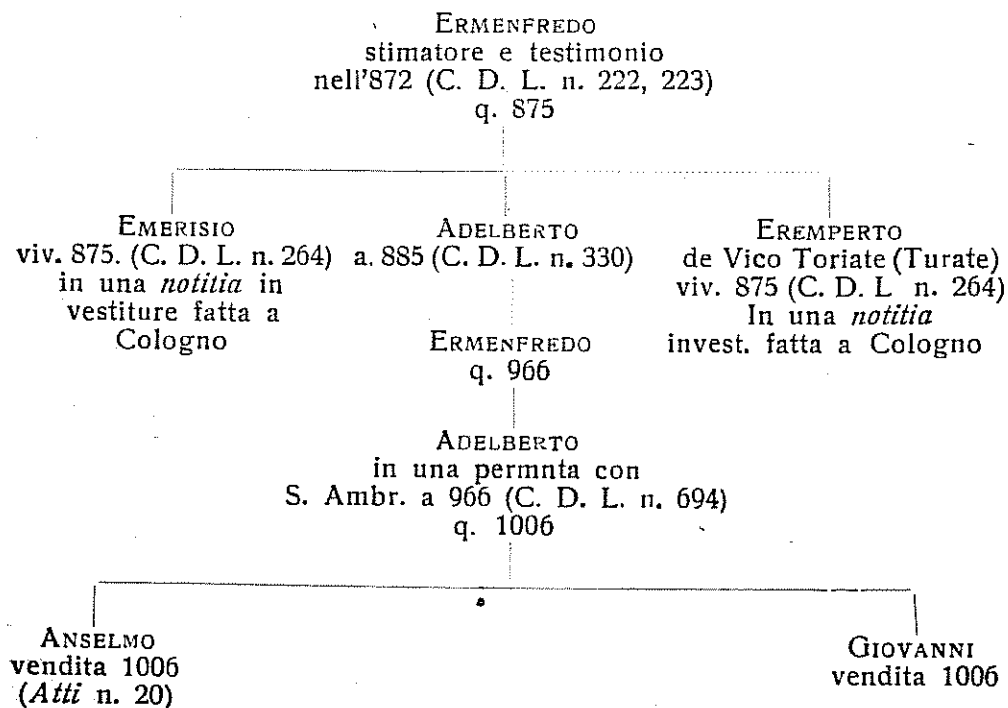 ERMENFREDO
stimatore e testimonio
nell'872 (C. D. L. n. 222, 223)
q. 875
EMERISIO
viv. 875. (C. D. L. n. 264)
in una notitia in
vestiture fatta a
Cologno
ADELBERTO
a. 885 (C. D. L. n. 330)
EREMPERTO
de Vico Toriate (Turate)
viv. 875 (C. D. L n. 264)
In una notitia
invest. fatta a Cologno
ERMENFREDO
q. 966
ADELBERTO
in una permnta con
S. Ambr. a 966 (C. D. L. n. 694)
q. 1006
ANSELMO
vendita 1006
(Atti n. 20)
GIOVANNI
vendita 1006